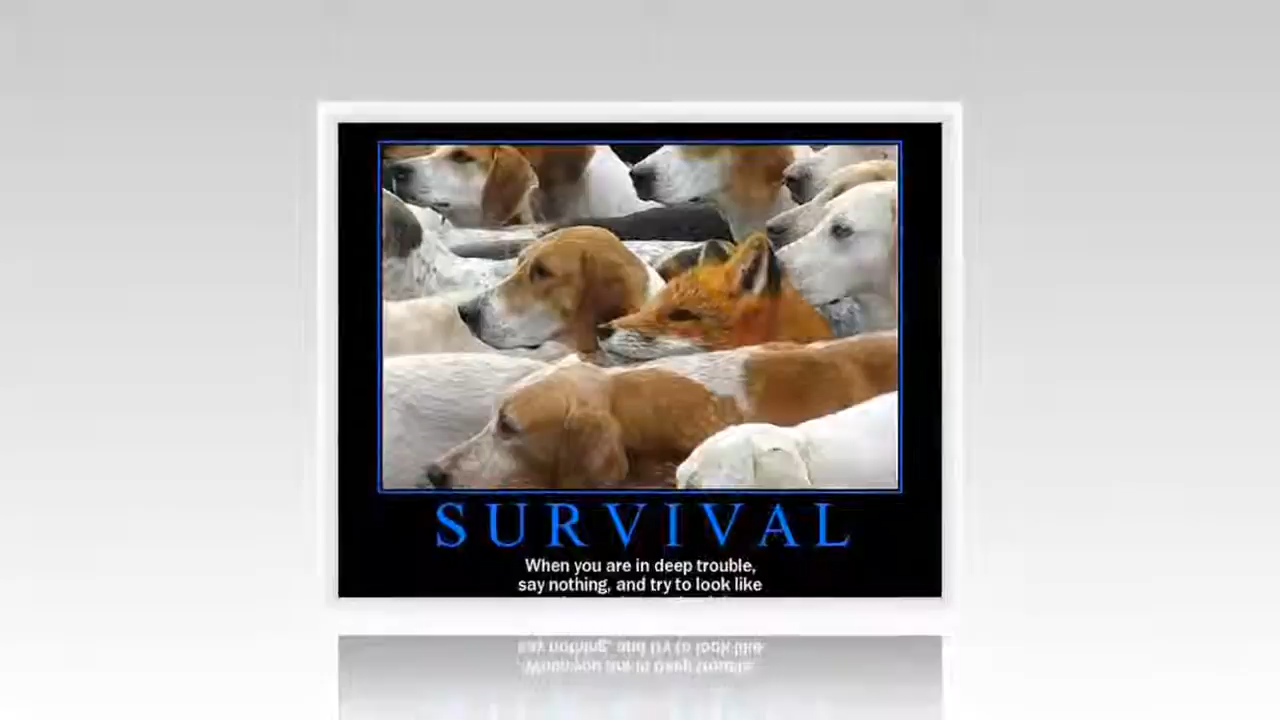 SURVIVAL
When you are in deep trouble,
say nothing, and try to look like